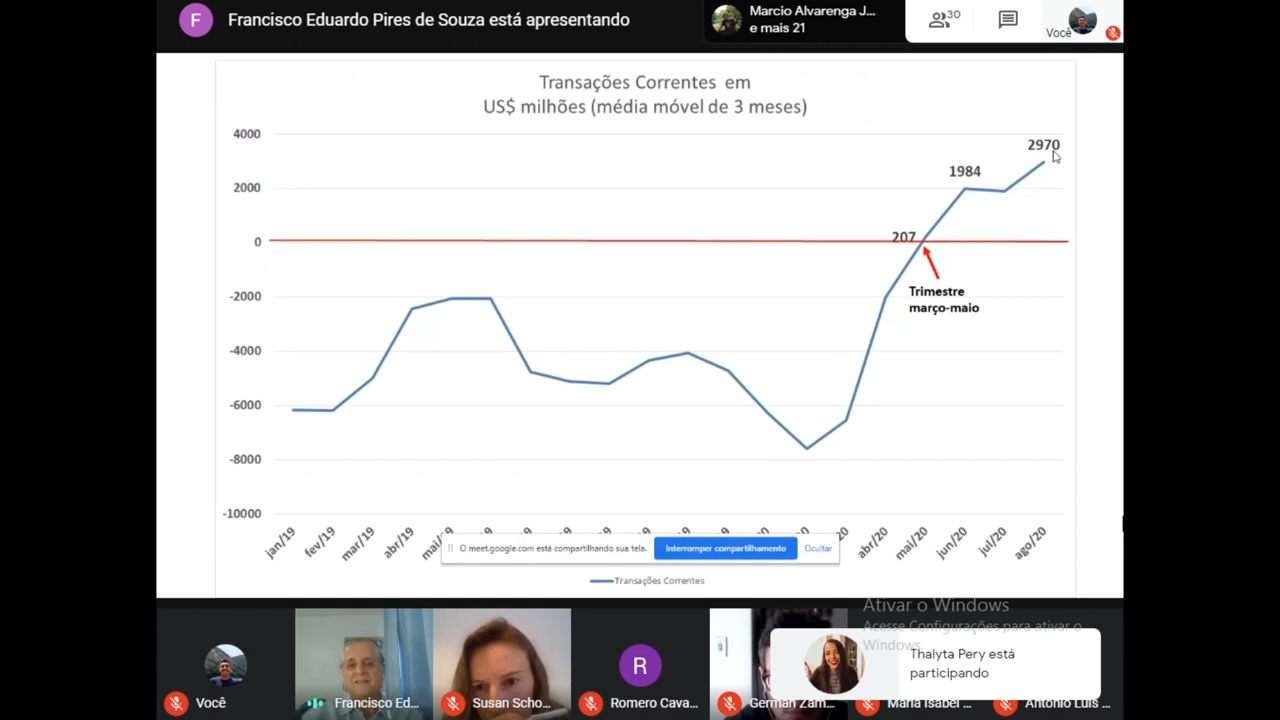 F
Francisco Eduardo Pires de Souza está apresentando
Marcio Alvarenga J...
e mais 21
30
Você
Transações Correntes em
US$ milhões (média móvel de 3 meses)
4000
2000
0
-2000
-4000
-6000
-8000
-10000
2970
1984
207
Trimestre
março-maio
jan/19
fev/19
mar/19
abr/19
abr/20
mai/20
jun/20
jul/20
ago/20
O meet.google.com está compartilhando sua tela.
Interromper compartilhamento
Ocultar
Transações Correntes
Ativar o Windows
Acesse Configurações para ativar o
Windows.
Thalyta Pery está
participando
R
Você
Francisco Ed...
Susan Scho...
Romero Cava...
German Zam...
Maria Isabel ...
Antonio Luis ...